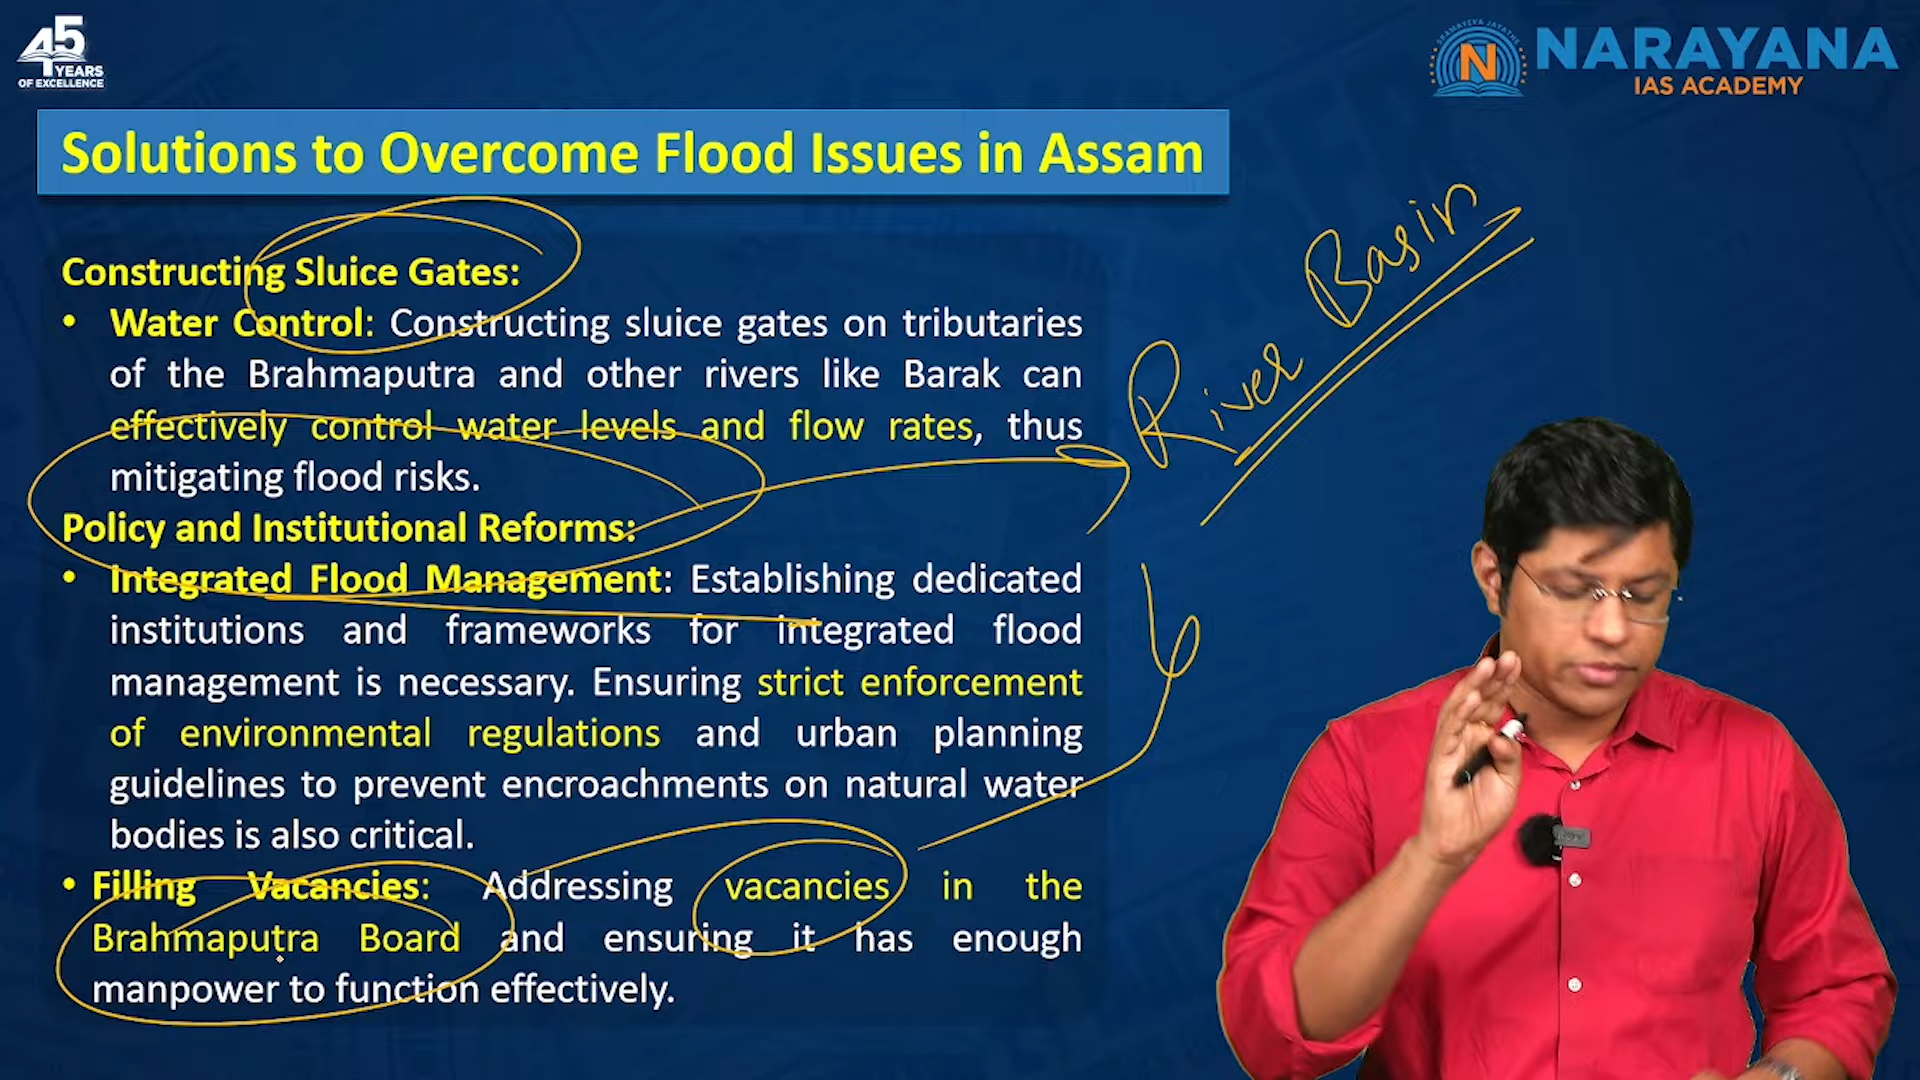 45
YEARS
OF EXCELLENCE
SRAMAYEVA JAYATHE
N
NARAYANA
IAS ACADEMY
Solutions to Overcome Flood Issues in Assam
Constructing Sluice Gates:
• Water Control: Constructing sluice gates on tributaries
of the Brahmaputra and other rivers like Barak can
effectively control water levels and flow rates, thus
mitigating flood risks.
Policy and Institutional Reforms:
• Integrated Flood Management: Establishing dedicated
institutions and frameworks for integrated flood
management is necessary. Ensuring strict enforcement
of environmental regulations and urban planning
guidelines to prevent encroachments on natural water
bodies is also critical.
• Filling Vacancies: Addressing vacancies in the
Brahmaputra Board and ensuring it has enough
manpower to function effectively.
River Basin